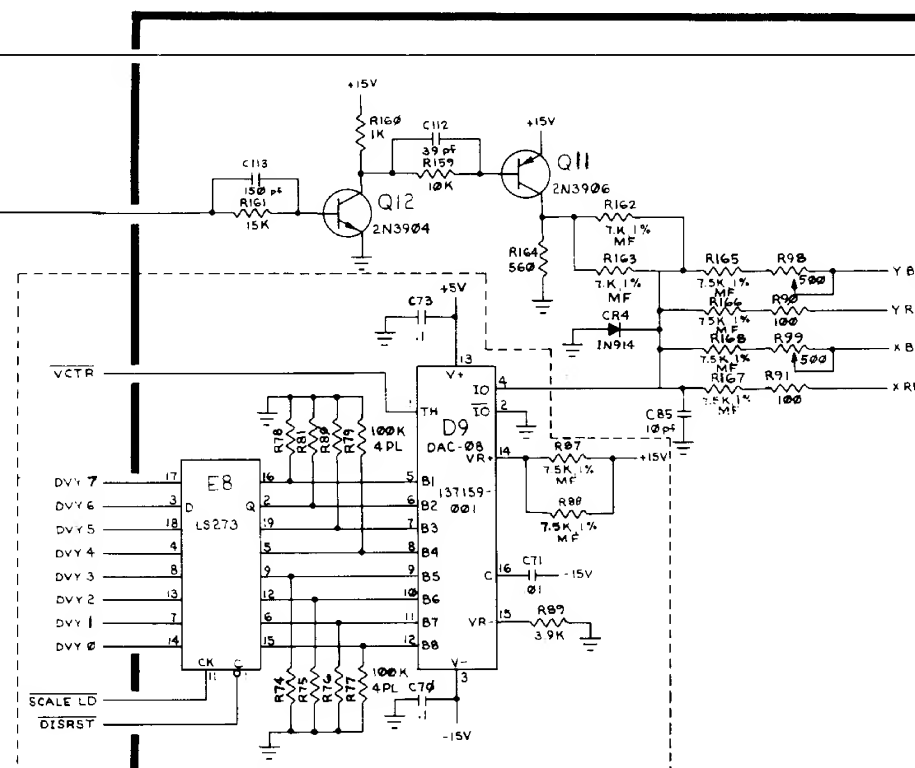 +15V
R160
1K
C112
39 pf
R159
10K
+15V
Q11
2N3906
C113
150 pf
R161
15K
Q12
2N3904
R162
7.K 1%
MF
R164
560
R163
7.K 1%
MF
R165
7.5K 1%
MF
R98
500
Y B
R166
7.5K 1%
MF
R90
100
Y R
R168
7.5K 1%
MF
R99
500
X B
R167
7.5K 1%
MF
R91
100
CR4
IN914
C85
10pf
+5V
C73
.1
13
V+
VCTR
1
TH
IO
4
IO
2
D9
DAC-08
137159-
001
VR+
14
R87
7.5K 1%
MF
+15V
R88
7.5K 1%
MF
R78
R81
R80
R79
100K
4PL
E8
LS273
D
Q
DVY 7
17
16
5
B1
DVY 6
3
2
6
B2
DVY 5
18
19
7
B3
DVY 4
4
5
8
B4
DVY 3
8
9
9
B5
DVY 2
13
12
10
B6
DVY 1
7
6
11
B7
DVY 0
14
15
12
B8
C
16
C71
01
-15V
VR-
15
R89
3.9K
CK
11
C
1
SCALE LD
DISRST
R74
R75
R76
R77
100K
4PL
C70
.1
V-
3
-15V